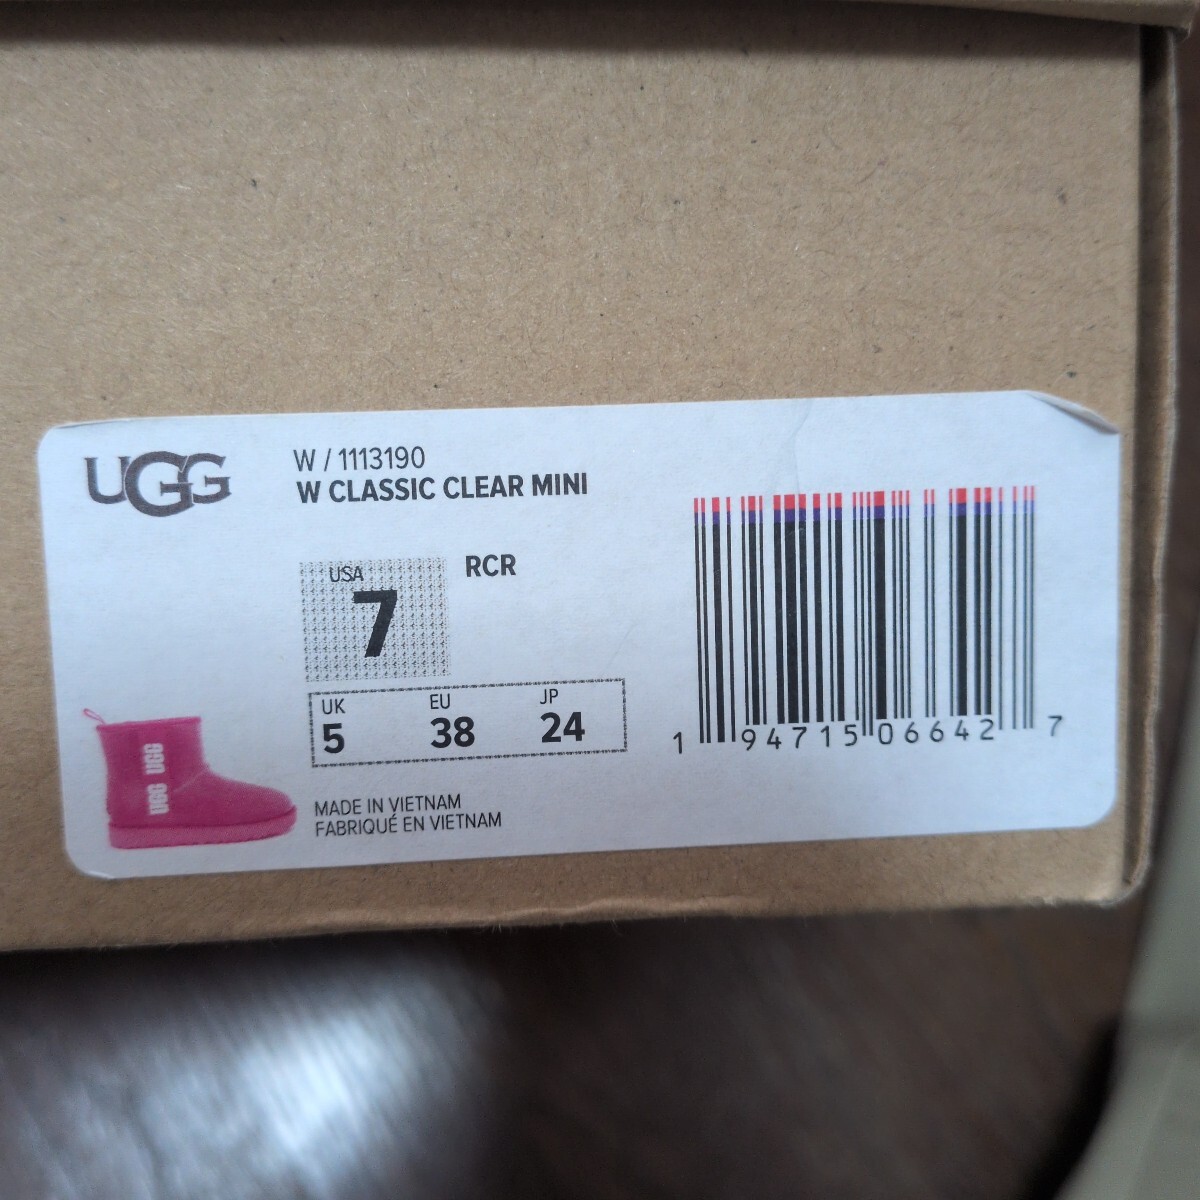 UGG
W / 1113190
W CLASSIC CLEAR MINI
USA
7
RCR
UK
5
EU
38
JP
24
UGG UGG
MADE IN VIETNAM
FABRIQUÉ EN VIETNAM
1 94715 06642 7